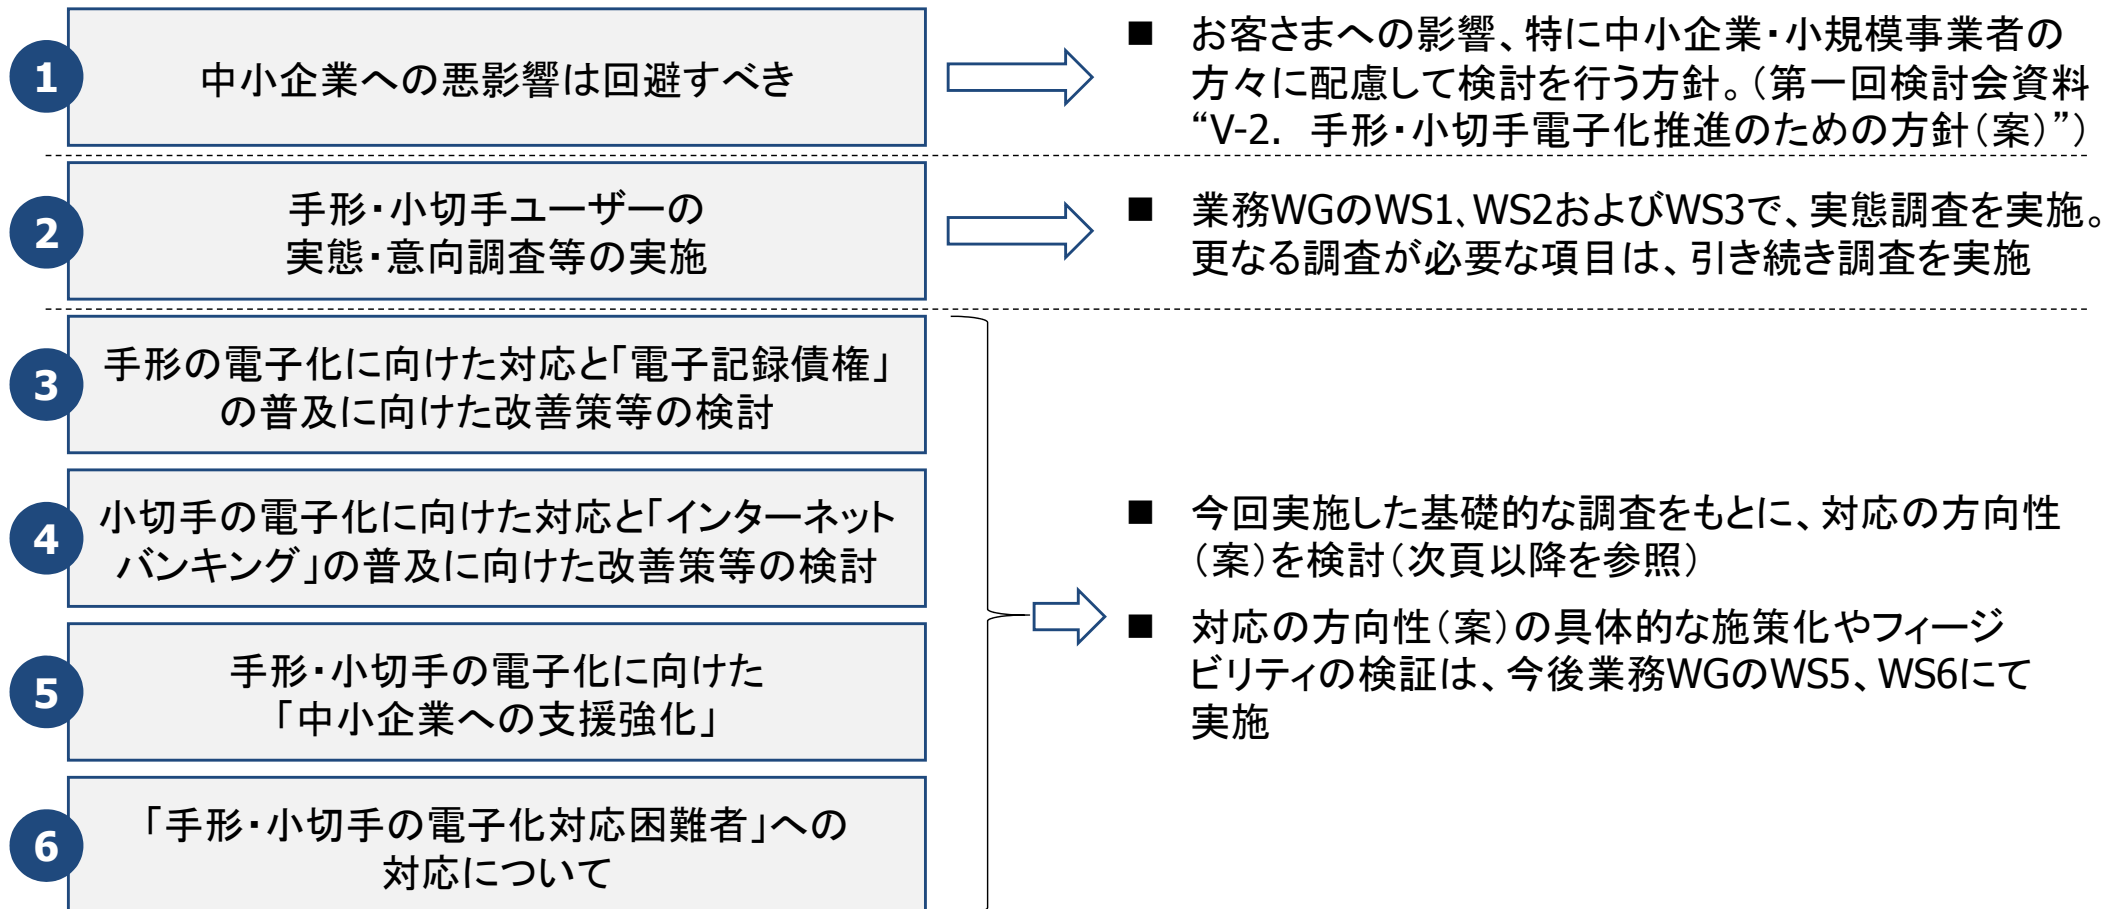 1
中小企業への悪影響は回避すべき
■ お客さまへの影響、特に中小企業・小規模事業者の
方々に配慮して検討を行う方針。（第一回検討会資料
“V-2. 手形・小切手電子化推進のための方針（案）”）
2
手形・小切手ユーザーの
実態・意向調査等の実施
■ 業務WGのWS1、WS2およびWS3で、実態調査を実施。
更なる調査が必要な項目は、引き続き調査を実施
3
手形の電子化に向けた対応と「電子記録債権」
の普及に向けた改善策等の検討
4
小切手の電子化に向けた対応と「インターネット
バンキング」の普及に向けた改善策等の検討
5
手形・小切手の電子化に向けた
「中小企業への支援強化」
6
「手形・小切手の電子化対応困難者」への
対応について
■ 今回実施した基礎的な調査をもとに、対応の方向性
（案）を検討（次頁以降を参照）
■ 対応の方向性（案）の具体的な施策化やフィージ
ビリティの検証は、今後業務WGのWS5、WS6にて
実施